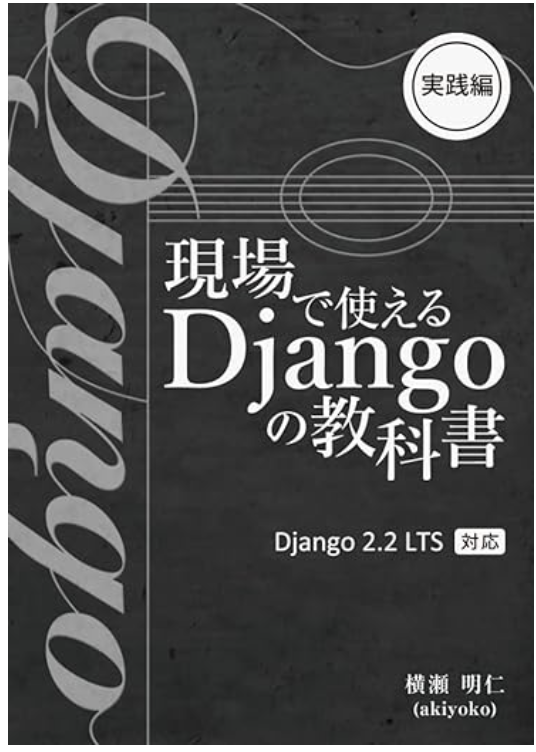 Django
実践編
現場で使える
Django
の教科書
Django 2.2 LTS 対応
横瀬 明仁
(akiyoko)